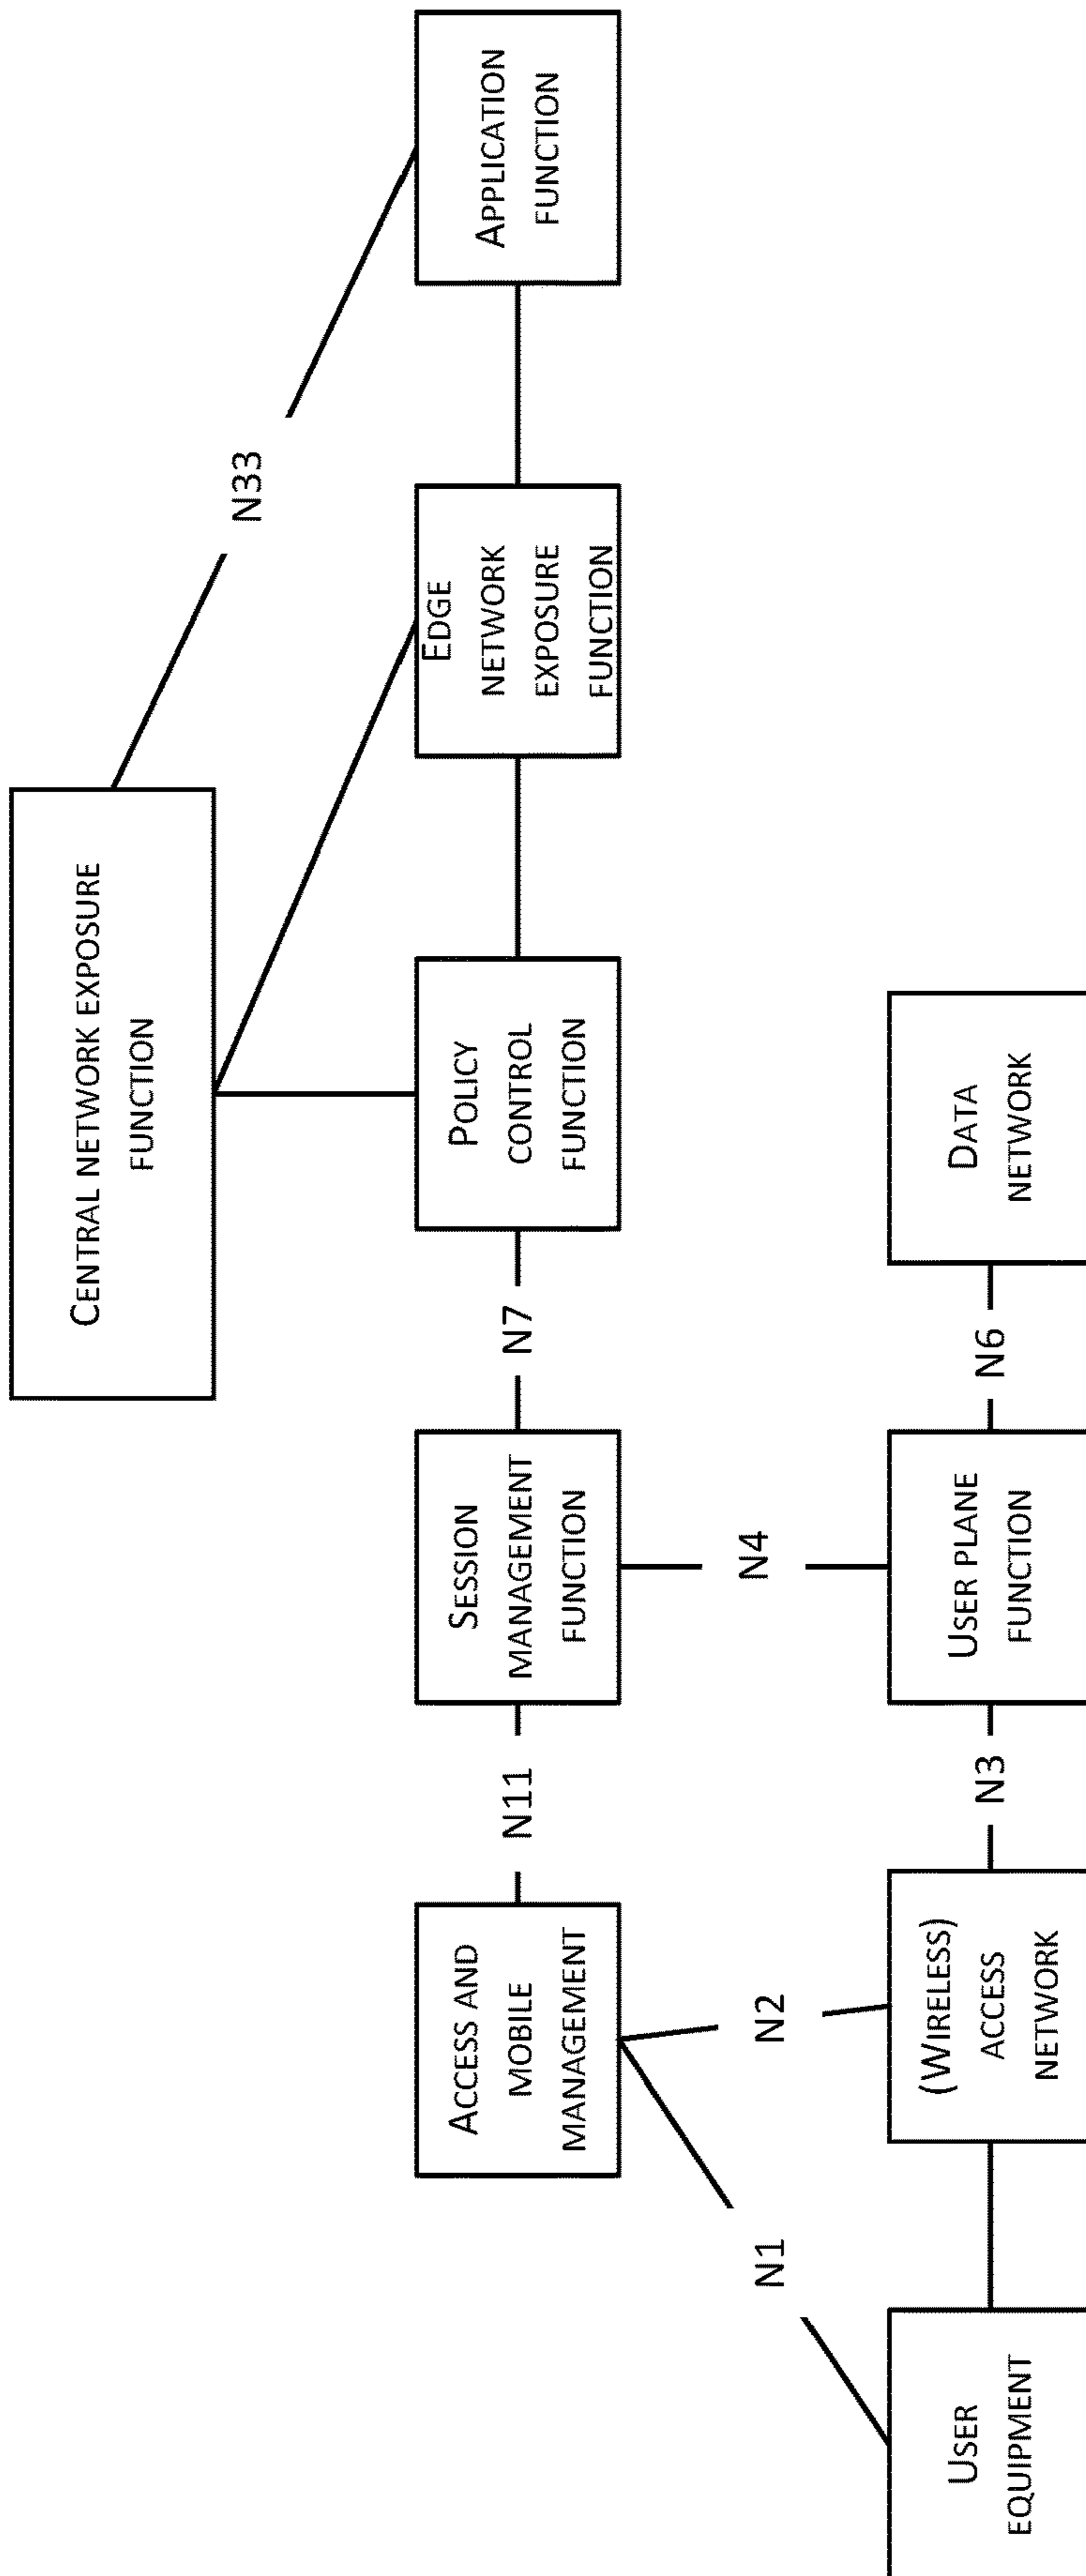 CENTRAL NETWORK EXPOSURE
FUNCTION
N33
ACCESS AND
MOBILE
MANAGEMENT
N11
SESSION
MANAGEMENT
FUNCTION
N7
POLICY
CONTROL
FUNCTION
EDGE
NETWORK
EXPOSURE
FUNCTION
APPLICATION
FUNCTION
N1
N2
N4
USER
EQUIPMENT
(WIRELESS)
ACCESS
NETWORK
N3
USER PLANE
FUNCTION
N6
DATA
NETWORK